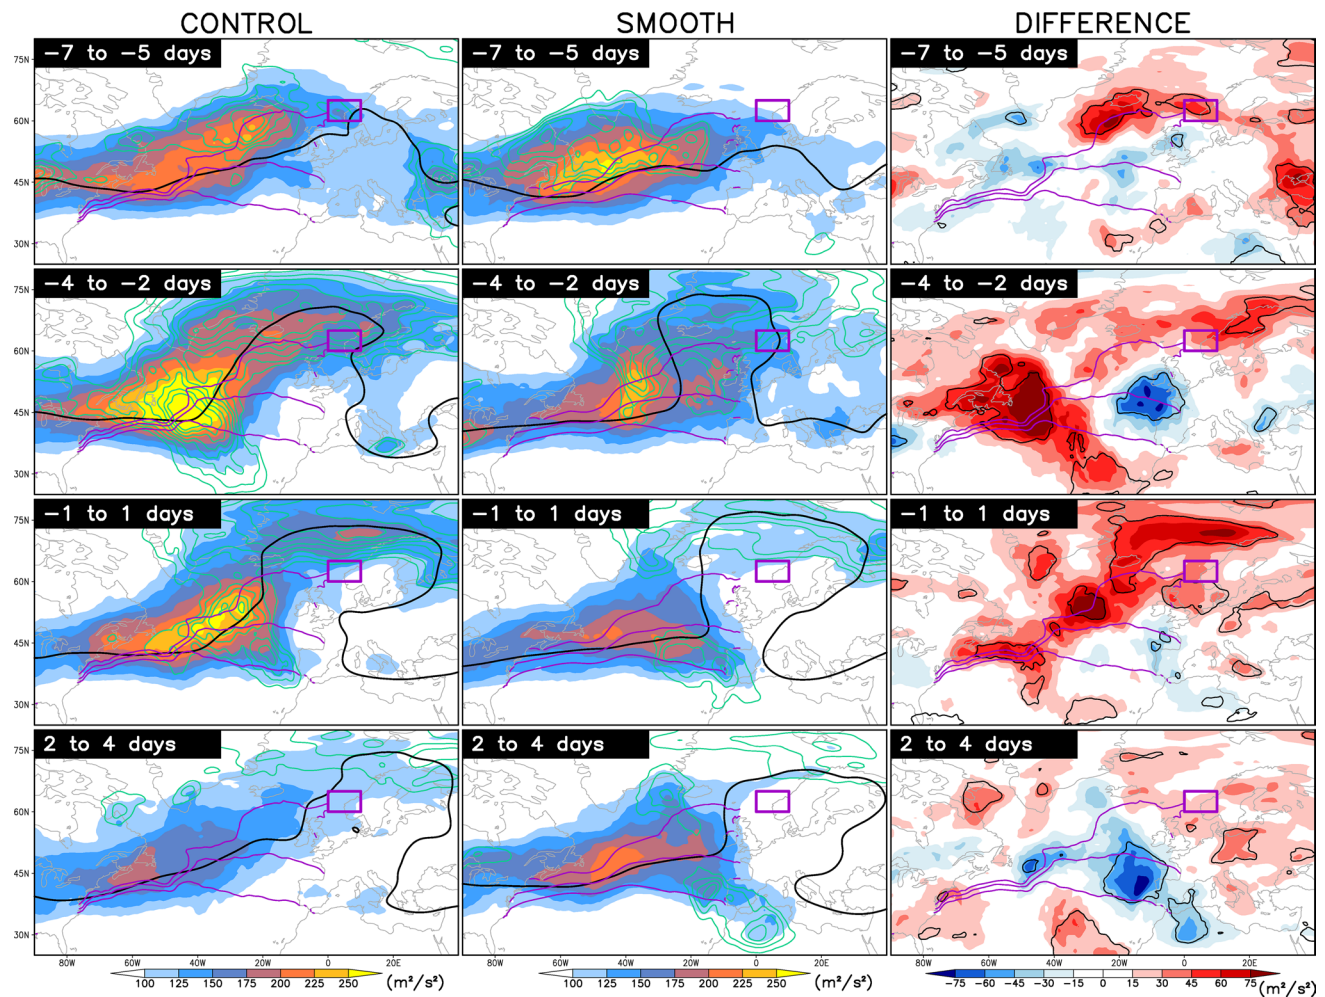 CONTROL SMOOTH DIFFERENCE
−7 to −5 days −7 to −5 days −7 to −5 days
75N
60N
45N
30N
−4 to −2 days −4 to −2 days −4 to −2 days
75N
60N
45N
30N
−1 to 1 days −1 to 1 days −1 to 1 days
75N
60N
45N
30N
2 to 4 days 2 to 4 days 2 to 4 days
75N
60N
45N
30N
80W 60W 40W 20W 0 20E 80W 60W 40W 20W 0 20E 80W 60W 40W 20W 0 20E
100 125 150 175 200 225 250 (m²/s²) 100 125 150 175 200 225 250 (m²/s²) −75 −60 −45 −30 −15 0 15 30 45 60 75 (m²/s²)